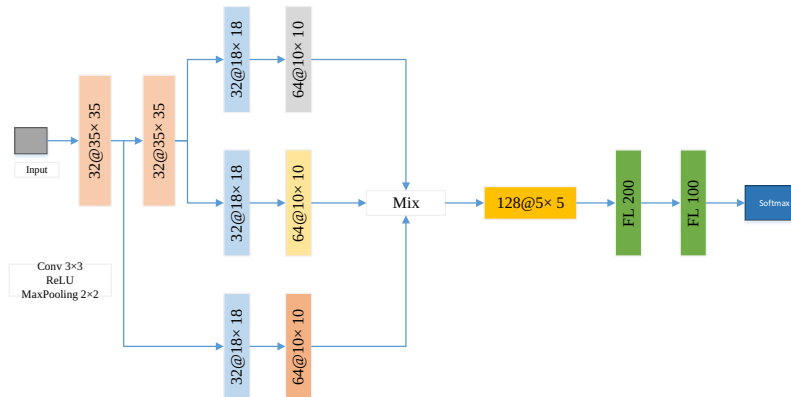 Input
32@35× 35
32@35× 35
32@18× 18
64@10× 10
32@18× 18
64@10× 10
32@18× 18
64@10× 10
Conv 3×3
ReLU
MaxPooling 2×2
Mix
128@5× 5
FL 200
FL 100
Softmax